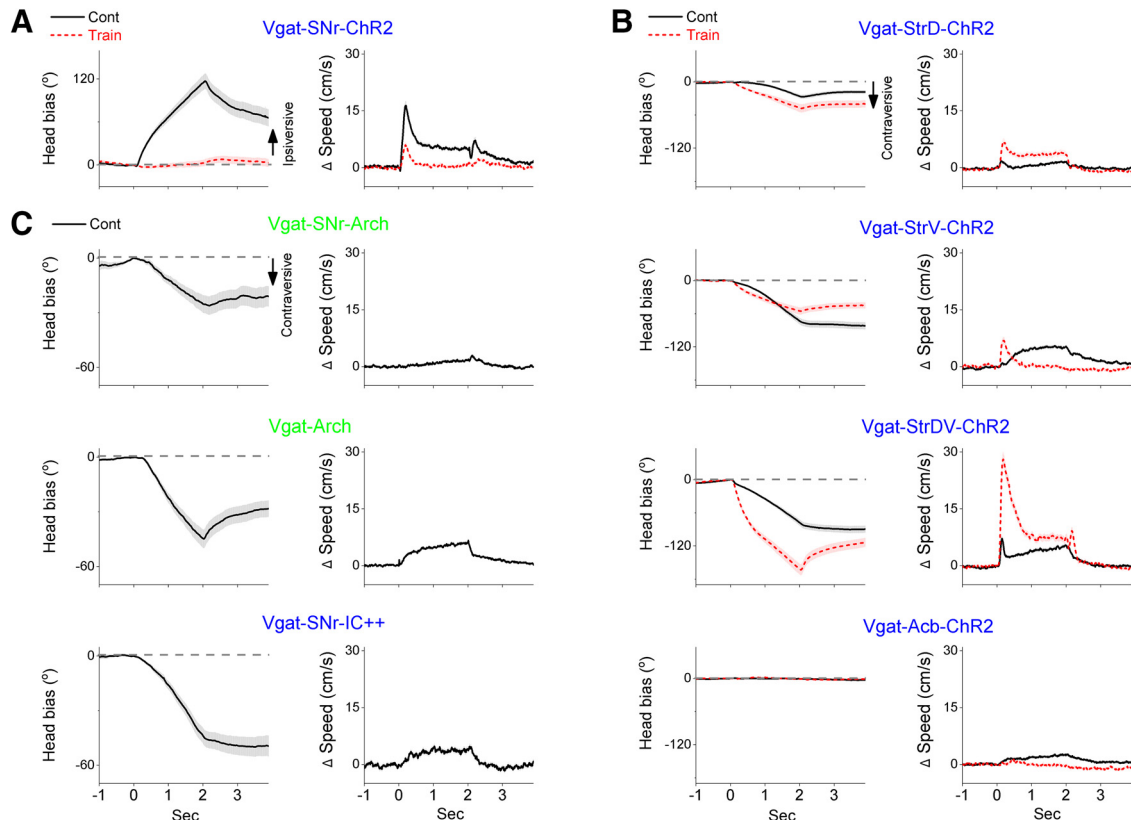 A
Cont
Train
Vgat-SNr-ChR2
Head bias (°)
120
0
Ipsiversive
Δ Speed (cm/s)
30
15
0
B
Cont
Train
Vgat-StrD-ChR2
Head bias (°)
0
-120
Contraversive
Δ Speed (cm/s)
30
15
0
C
Cont
Vgat-SNr-Arch
Head bias (°)
0
-60
Contraversive
Δ Speed (cm/s)
30
15
0
Vgat-StrV-ChR2
Head bias (°)
0
-120
Δ Speed (cm/s)
30
15
0
Vgat-Arch
Head bias (°)
0
-60
Δ Speed (cm/s)
30
15
0
Vgat-StrDV-ChR2
Head bias (°)
0
-120
Δ Speed (cm/s)
30
15
0
Vgat-SNr-IC++
Head bias (°)
0
-60
-1 0 1 2 3
Sec
Δ Speed (cm/s)
30
15
0
-1 0 1 2 3
Sec
Vgat-Acb-ChR2
Head bias (°)
0
-120
-1 0 1 2 3
Sec
Δ Speed (cm/s)
30
15
0
-1 0 1 2 3
Sec